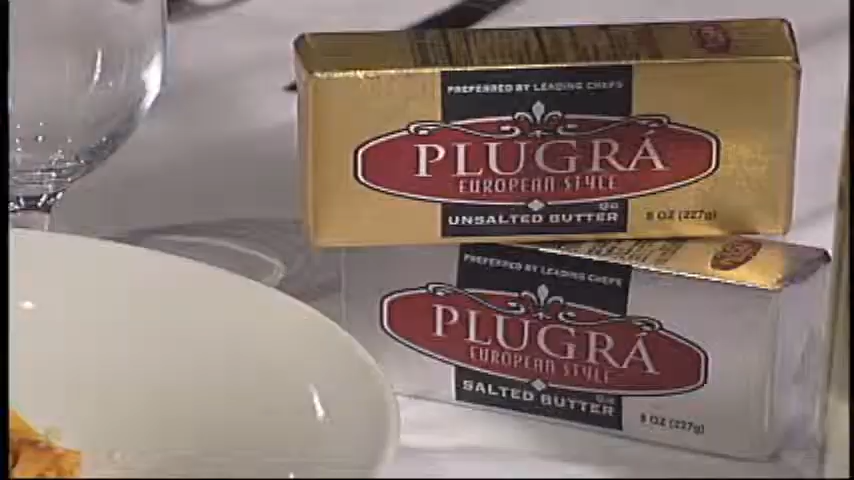 PREFERRED BY LEADING CHEFS
PLUGRÁ
EUROPEAN STYLE
UNSALTED BUTTER
8 OZ (227g)
PREFERRED BY LEADING CHEFS
PLUGRÁ
EUROPEAN STYLE
SALTED BUTTER
8 OZ (227g)